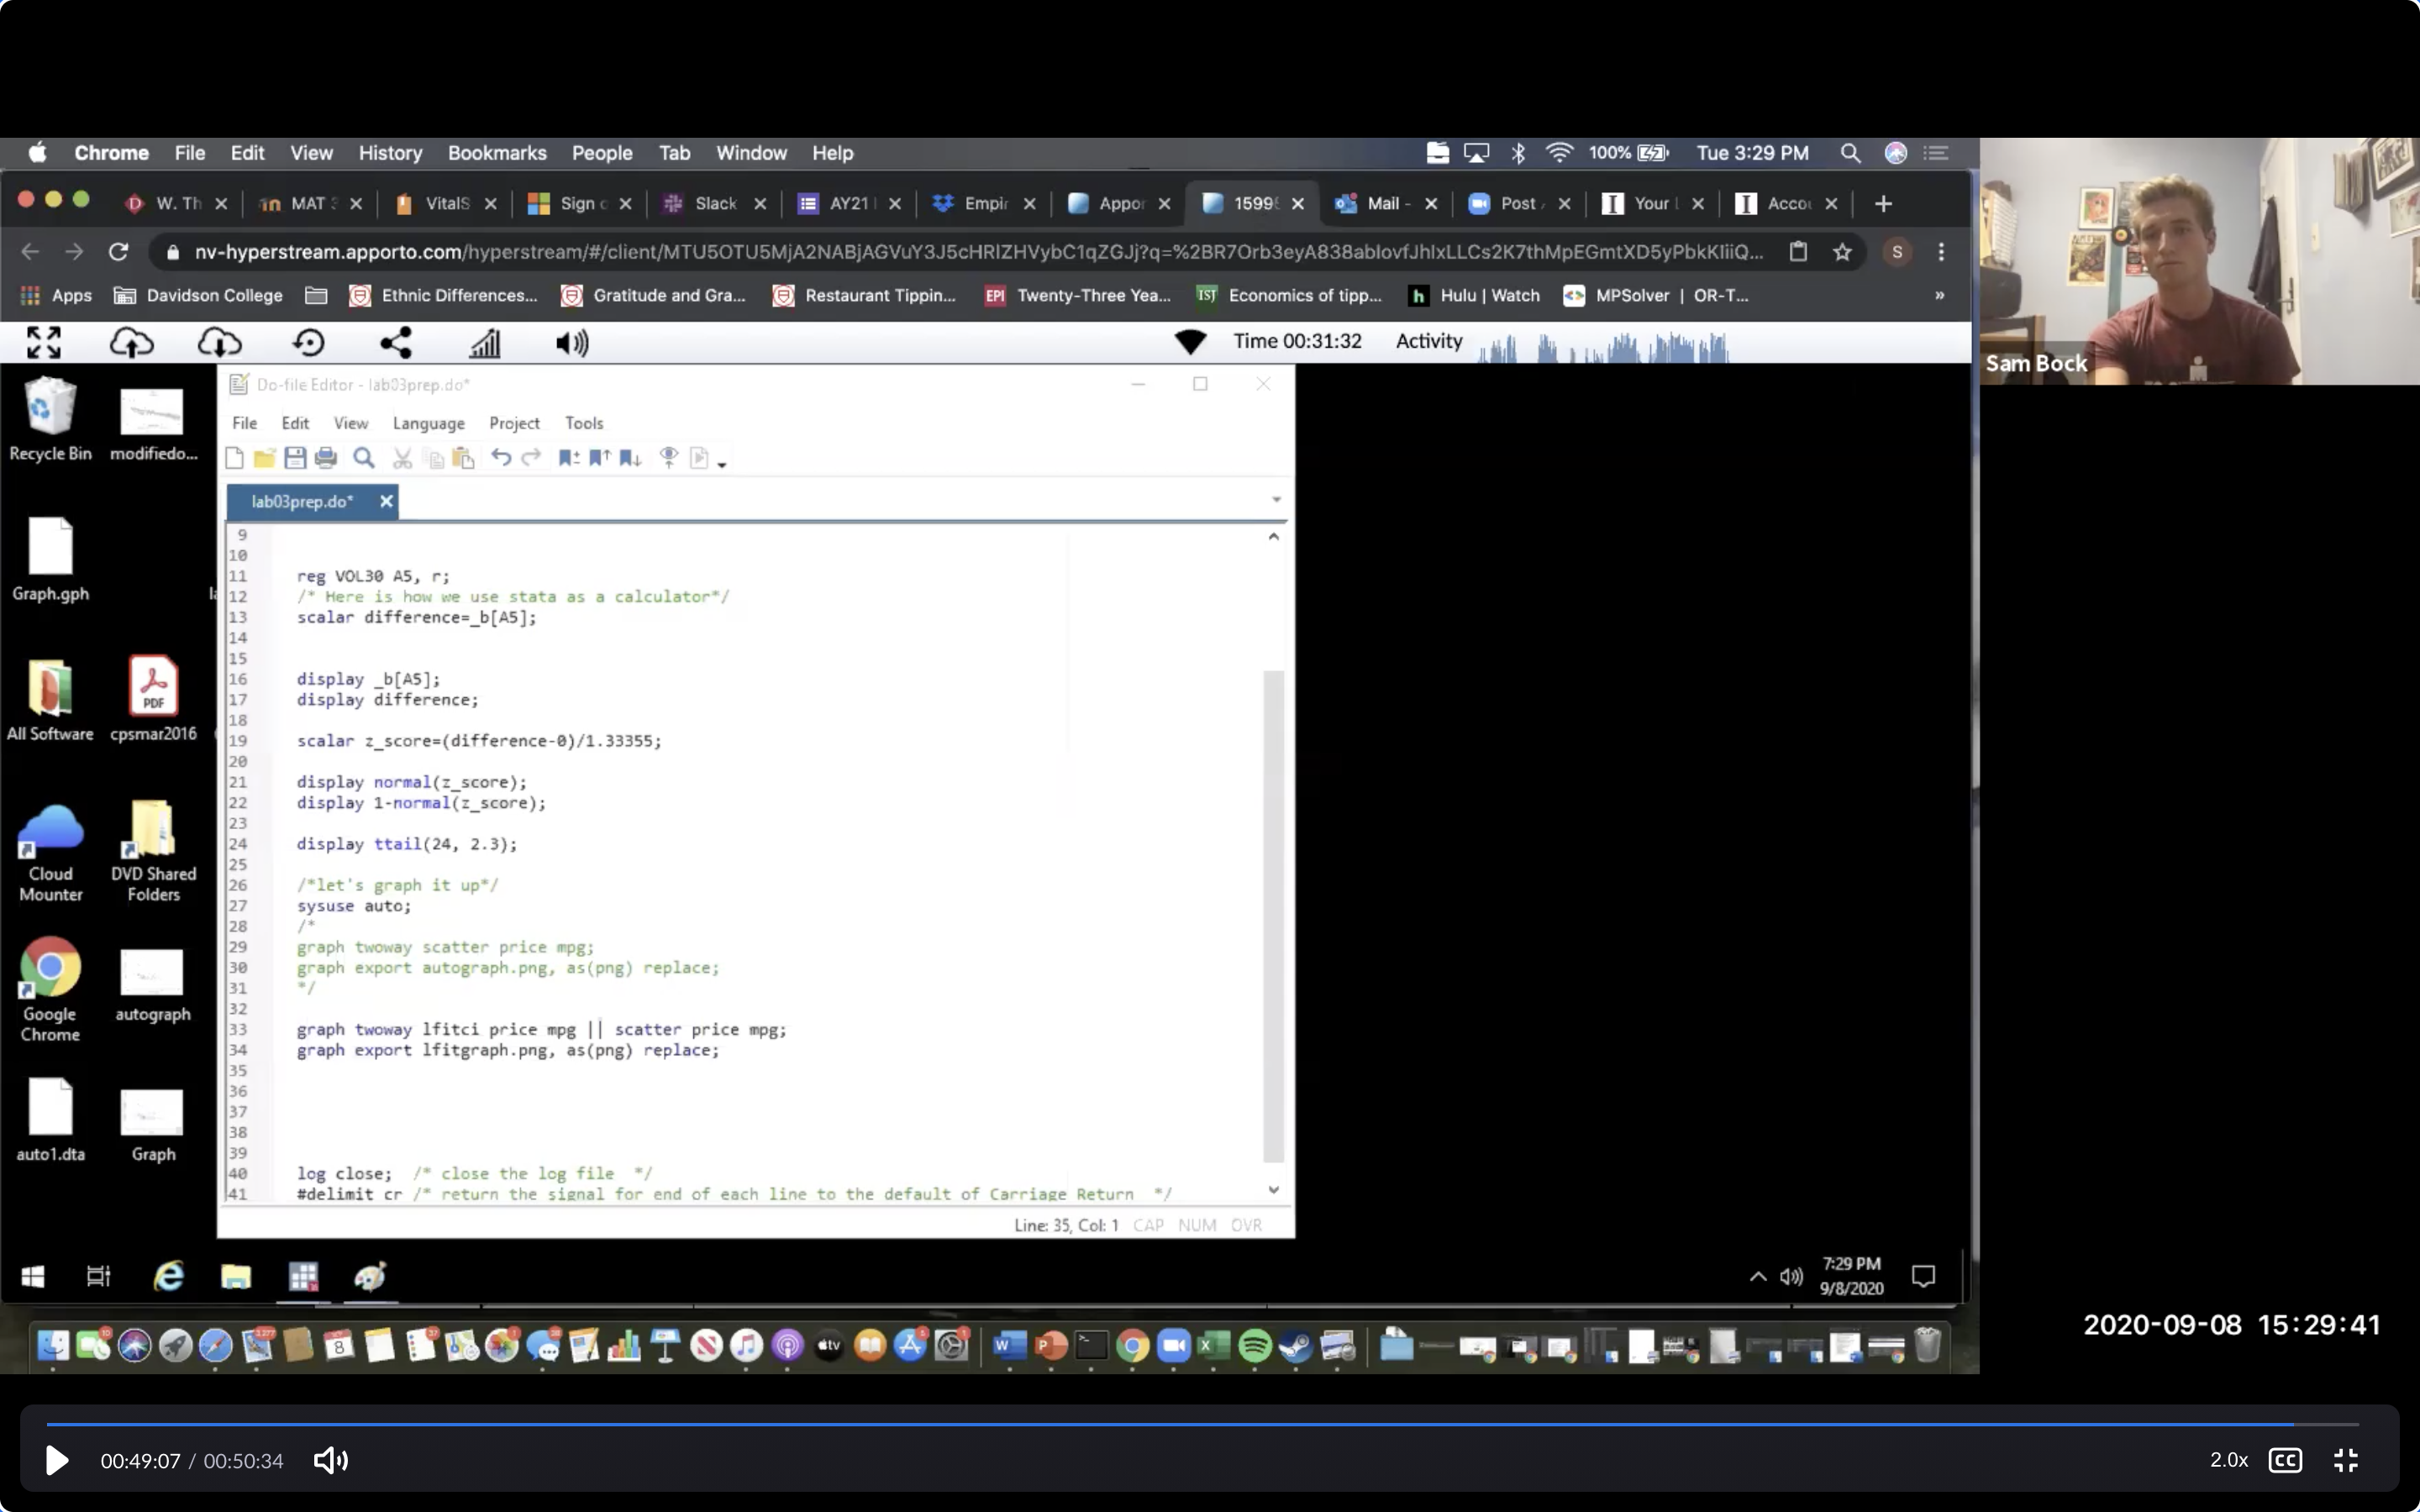 Chrome File Edit View History Bookmarks People Tab Window Help 100% Tue 3:29 PM
W. Th MAT VitalS Sign Slack AY21 Empi Appor 1599 Mail - Post Your Acco
nv-hyperstream.apporto.com/hyperstream/#/client/
S
Apps Davidson College Ethnic Differences... Gratitude and Gra... Restaurant Tippin... EPI Twenty-Three Yea... IST Economics of tipp... h Hulu | Watch MPSolver | OR-T... »
Time 00:31:32 Activity
Sam Bock
Do-file Editor - lab03prep.do*
File Edit View Language Project Tools
lab03prep.do*
9
10
11 reg VOL30 A5, r;
12 /* Here is how we use stata as a calculator*/
13 scalar difference=_b[A5];
14
15
16 display _b[A5];
17 display difference;
18
19 scalar z_score=(difference-0)/1.33355;
20
21 display normal(z_score);
22 display 1-normal(z_score);
23
24 display ttail(24, 2.3);
25
26 /*let's graph it up*/
27 sysuse auto;
28 /*
29 graph twoway scatter price mpg;
30 graph export autograph.png, as(png) replace;
31 */
32
33 graph twoway lfitci price mpg || scatter price mpg;
34 graph export lfitgraph.png, as(png) replace;
35
36
37
38
39
40 log close; /* close the log file */
41 #delimit cr /* return the signal for end of each line to the default of Carriage Return */
Line: 35, Col: 1 CAP NUM OVR
Recycle Bin modifiedo...
Graph.gph
PDF
All Software cpsmar2016
Cloud Mounter DVD Shared Folders
Google Chrome autograph
auto1.dta Graph
7:29 PM
9/8/2020
tv
2020-09-08 15:29:41
00:49:07 / 00:50:34
2.0x CC